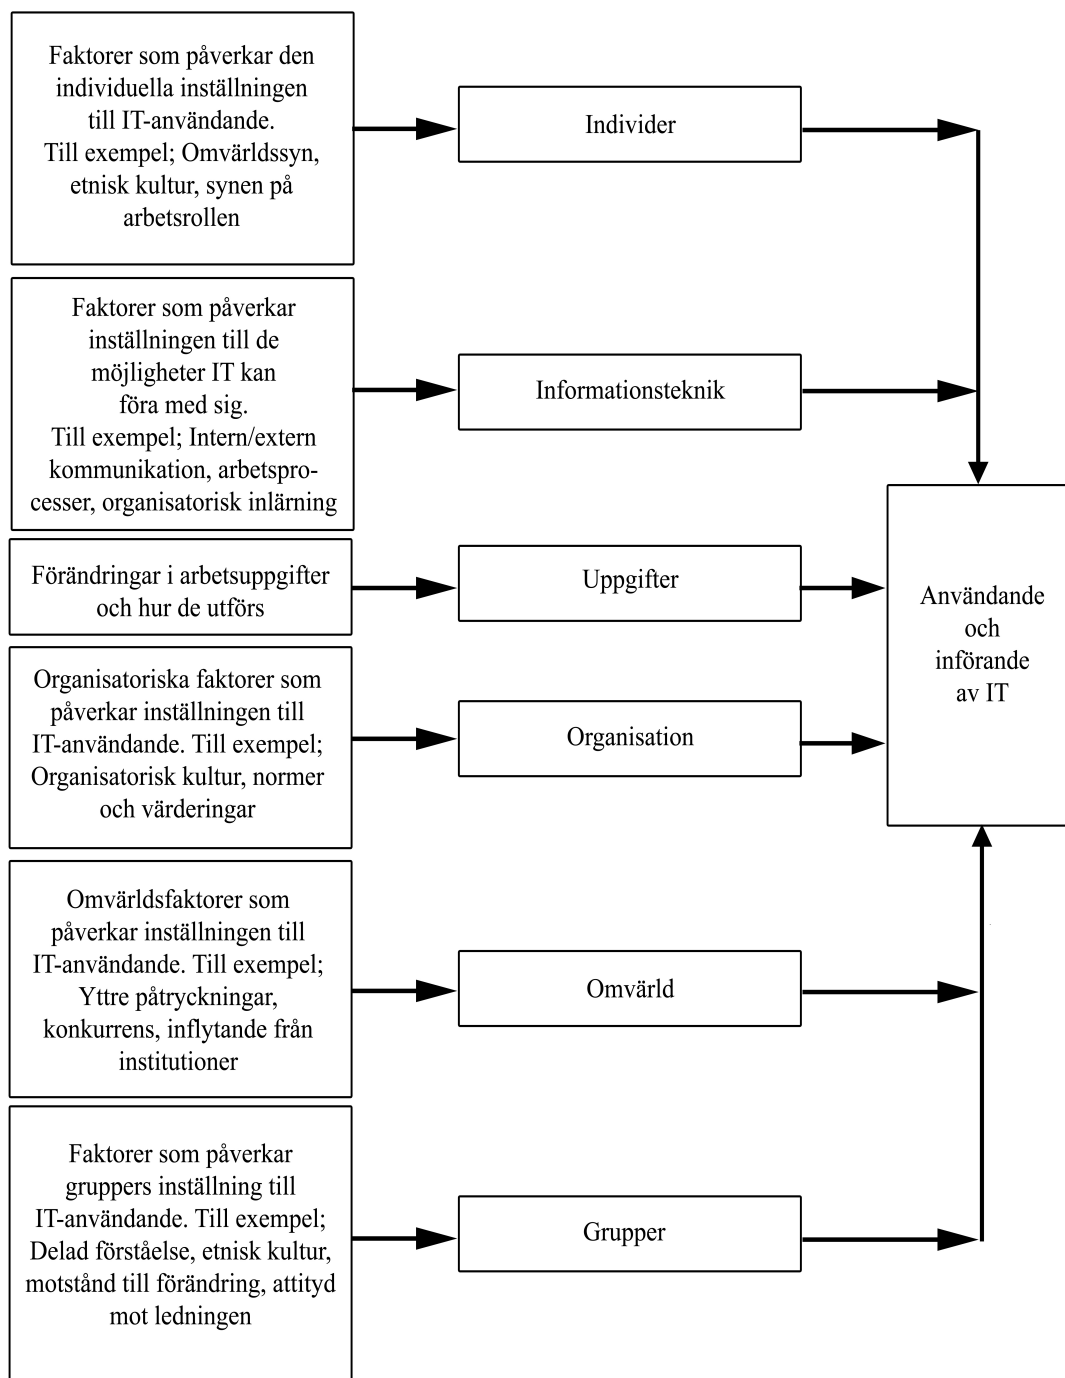 Faktorer som påverkar den
individuella inställningen
till IT-användande.
Till exempel; Omvärldssyn,
etnisk kultur, synen på
arbetsrollen
Individer
Faktorer som påverkar
inställningen till de
möjligheter IT kan
föra med sig.
Till exempel; Intern/extern
kommunikation, arbetspro-
cesser, organisatorisk inlärning
Informationsteknik
Förändringar i arbetsuppgifter
och hur de utförs
Uppgifter
Användande
och
införande
av IT
Organisatoriska faktorer som
påverkar inställningen till
IT-användande. Till exempel;
Organisatorisk kultur, normer
och värderingar
Organisation
Omvärldsfaktorer som
påverkar inställningen till
IT-användande. Till exempel;
Yttre påtryckningar,
konkurrens, inflytande från
institutioner
Omvärld
Faktorer som påverkar
gruppers inställning till
IT-användande. Till exempel;
Delad förståelse, etnisk kultur,
motstånd till förändring, attityd
mot ledningen
Grupper